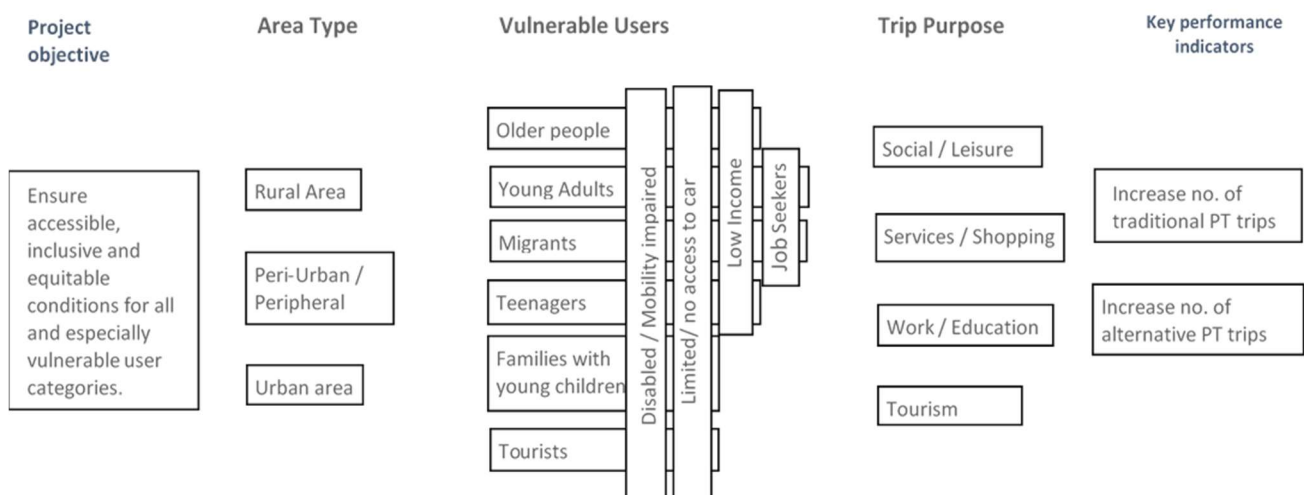 Project
objective
Area Type
Vulnerable Users
Trip Purpose
Key performance
indicators
Ensure
accessible,
inclusive and
equitable
conditions for all
and especially
vulnerable user
categories.
Rural Area
Peri-Urban /
Peripheral
Urban area
Older people
Young Adults
Migrants
Teenagers
Families with
young children
Tourists
Disabled / Mobility impaired
Limited/ no access to car
Low Income
Job Seekers
Social / Leisure
Services / Shopping
Work / Education
Tourism
Increase no. of
traditional PT trips
Increase no. of
alternative PT trips